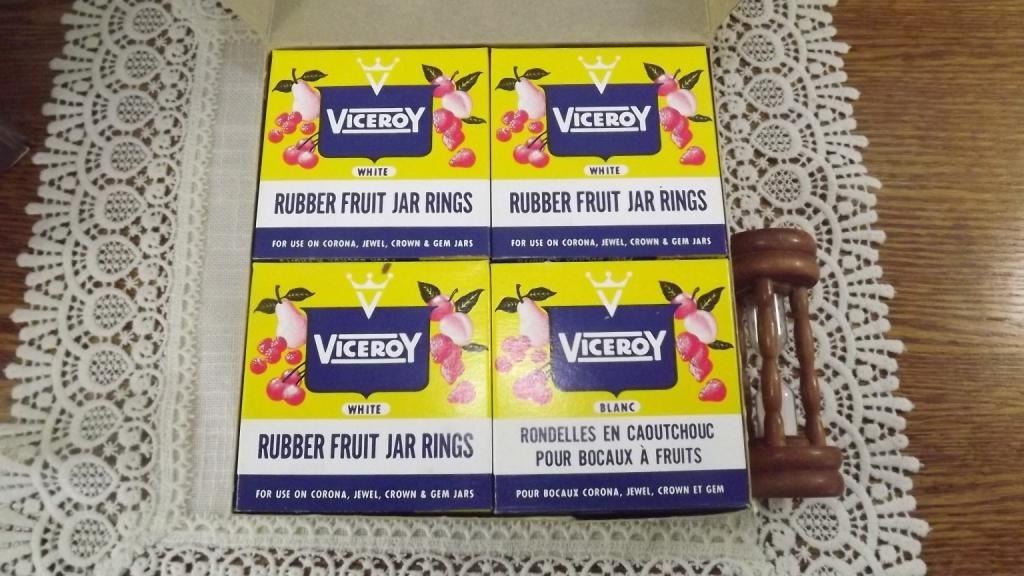 VICEROY
WHITE
RUBBER FRUIT JAR RINGS
FOR USE ON CORONA, JEWEL, CROWN & GEM JARS
VICEROY
WHITE
RUBBER FRUIT JAR RINGS
FOR USE ON CORONA, JEWEL, CROWN & GEM JARS
VICEROY
WHITE
RUBBER FRUIT JAR RINGS
FOR USE ON CORONA, JEWEL, CROWN & GEM JARS
VICEROY
BLANC
RONDELLES EN CAOUTCHOUC
POUR BOCAUX À FRUITS
POUR BOCAUX CORONA, JEWEL, CROWN ET GEM